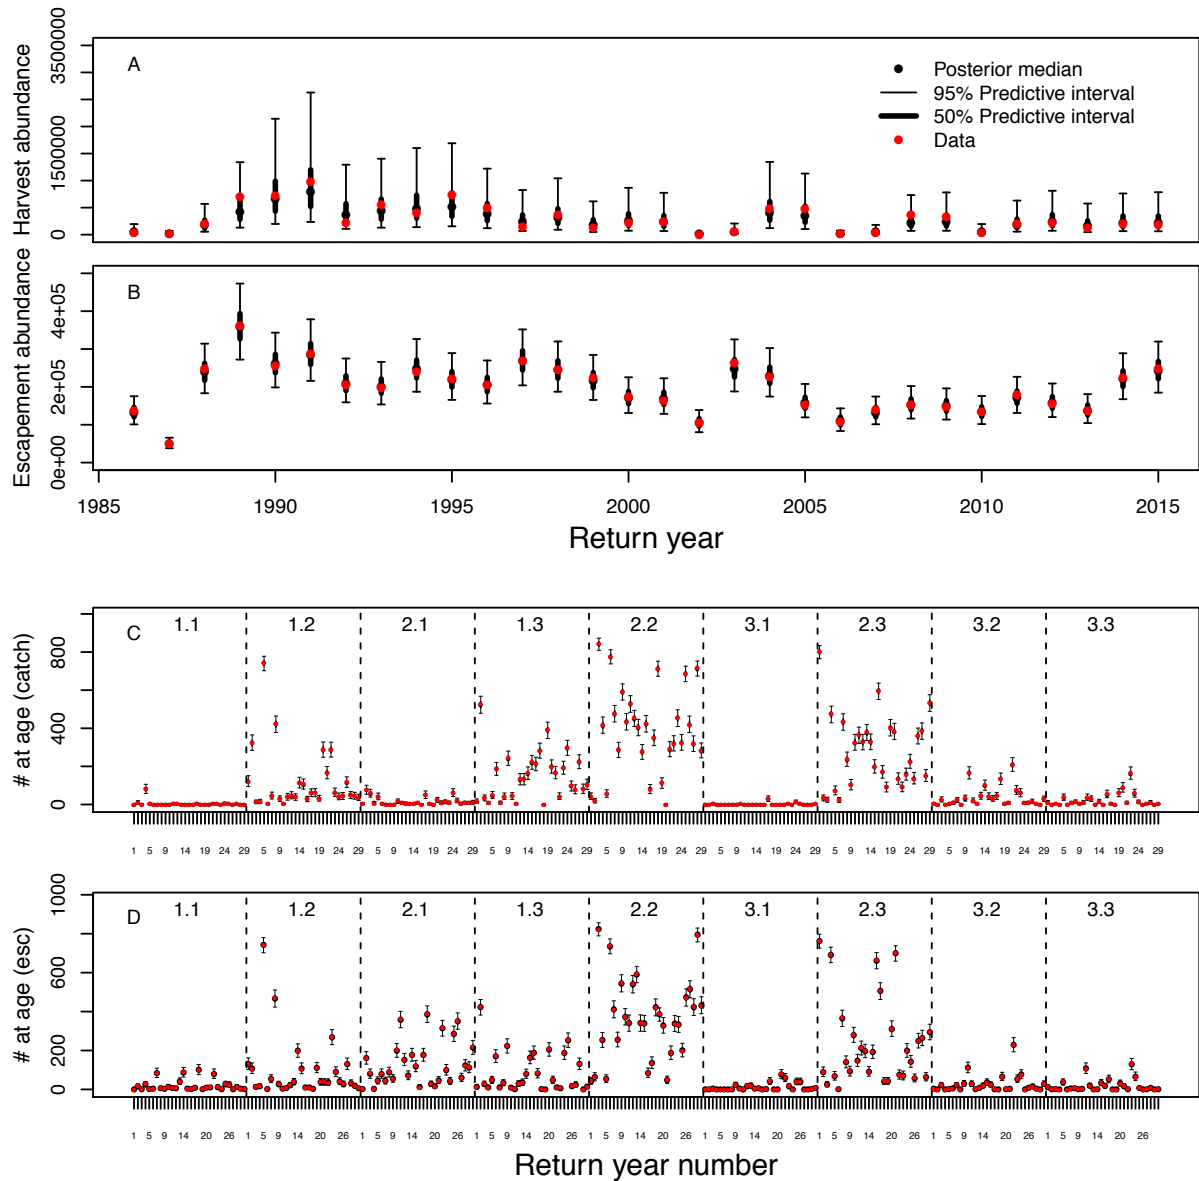 A
Posterior median
95% Predictive interval
50% Predictive interval
Data
Harvest abundance
0 1500000 3500000
B
Escapement abundance
0e+00 2e+05 4e+05
1985 1990 1995 2000 2005 2010 2015
Return year
C
1.1 1.2 2.1 1.3 2.2 3.1 2.3 3.2 3.3
# at age (catch)
0 400 800
1 5 9 14 19 24 29 1 5 9 14 19 24 29 1 5 9 14 19 24 29 1 5 9 14 19 24 29 1 5 9 14 19 24 29 1 5 9 14 19 24 29 1 5 9 14 19 24 29 1 5 9 14 19 24 29 1 5 9 14 19 24 29
D
1.1 1.2 2.1 1.3 2.2 3.1 2.3 3.2 3.3
# at age (esc)
0 200 600 1000
1 5 9 14 20 26 1 5 9 14 20 26 1 5 9 14 20 26 1 5 9 14 20 26 1 5 9 14 20 26 1 5 9 14 20 26 1 5 9 14 20 26 1 5 9 14 20 26 1 5 9 14 20 26
Return year number